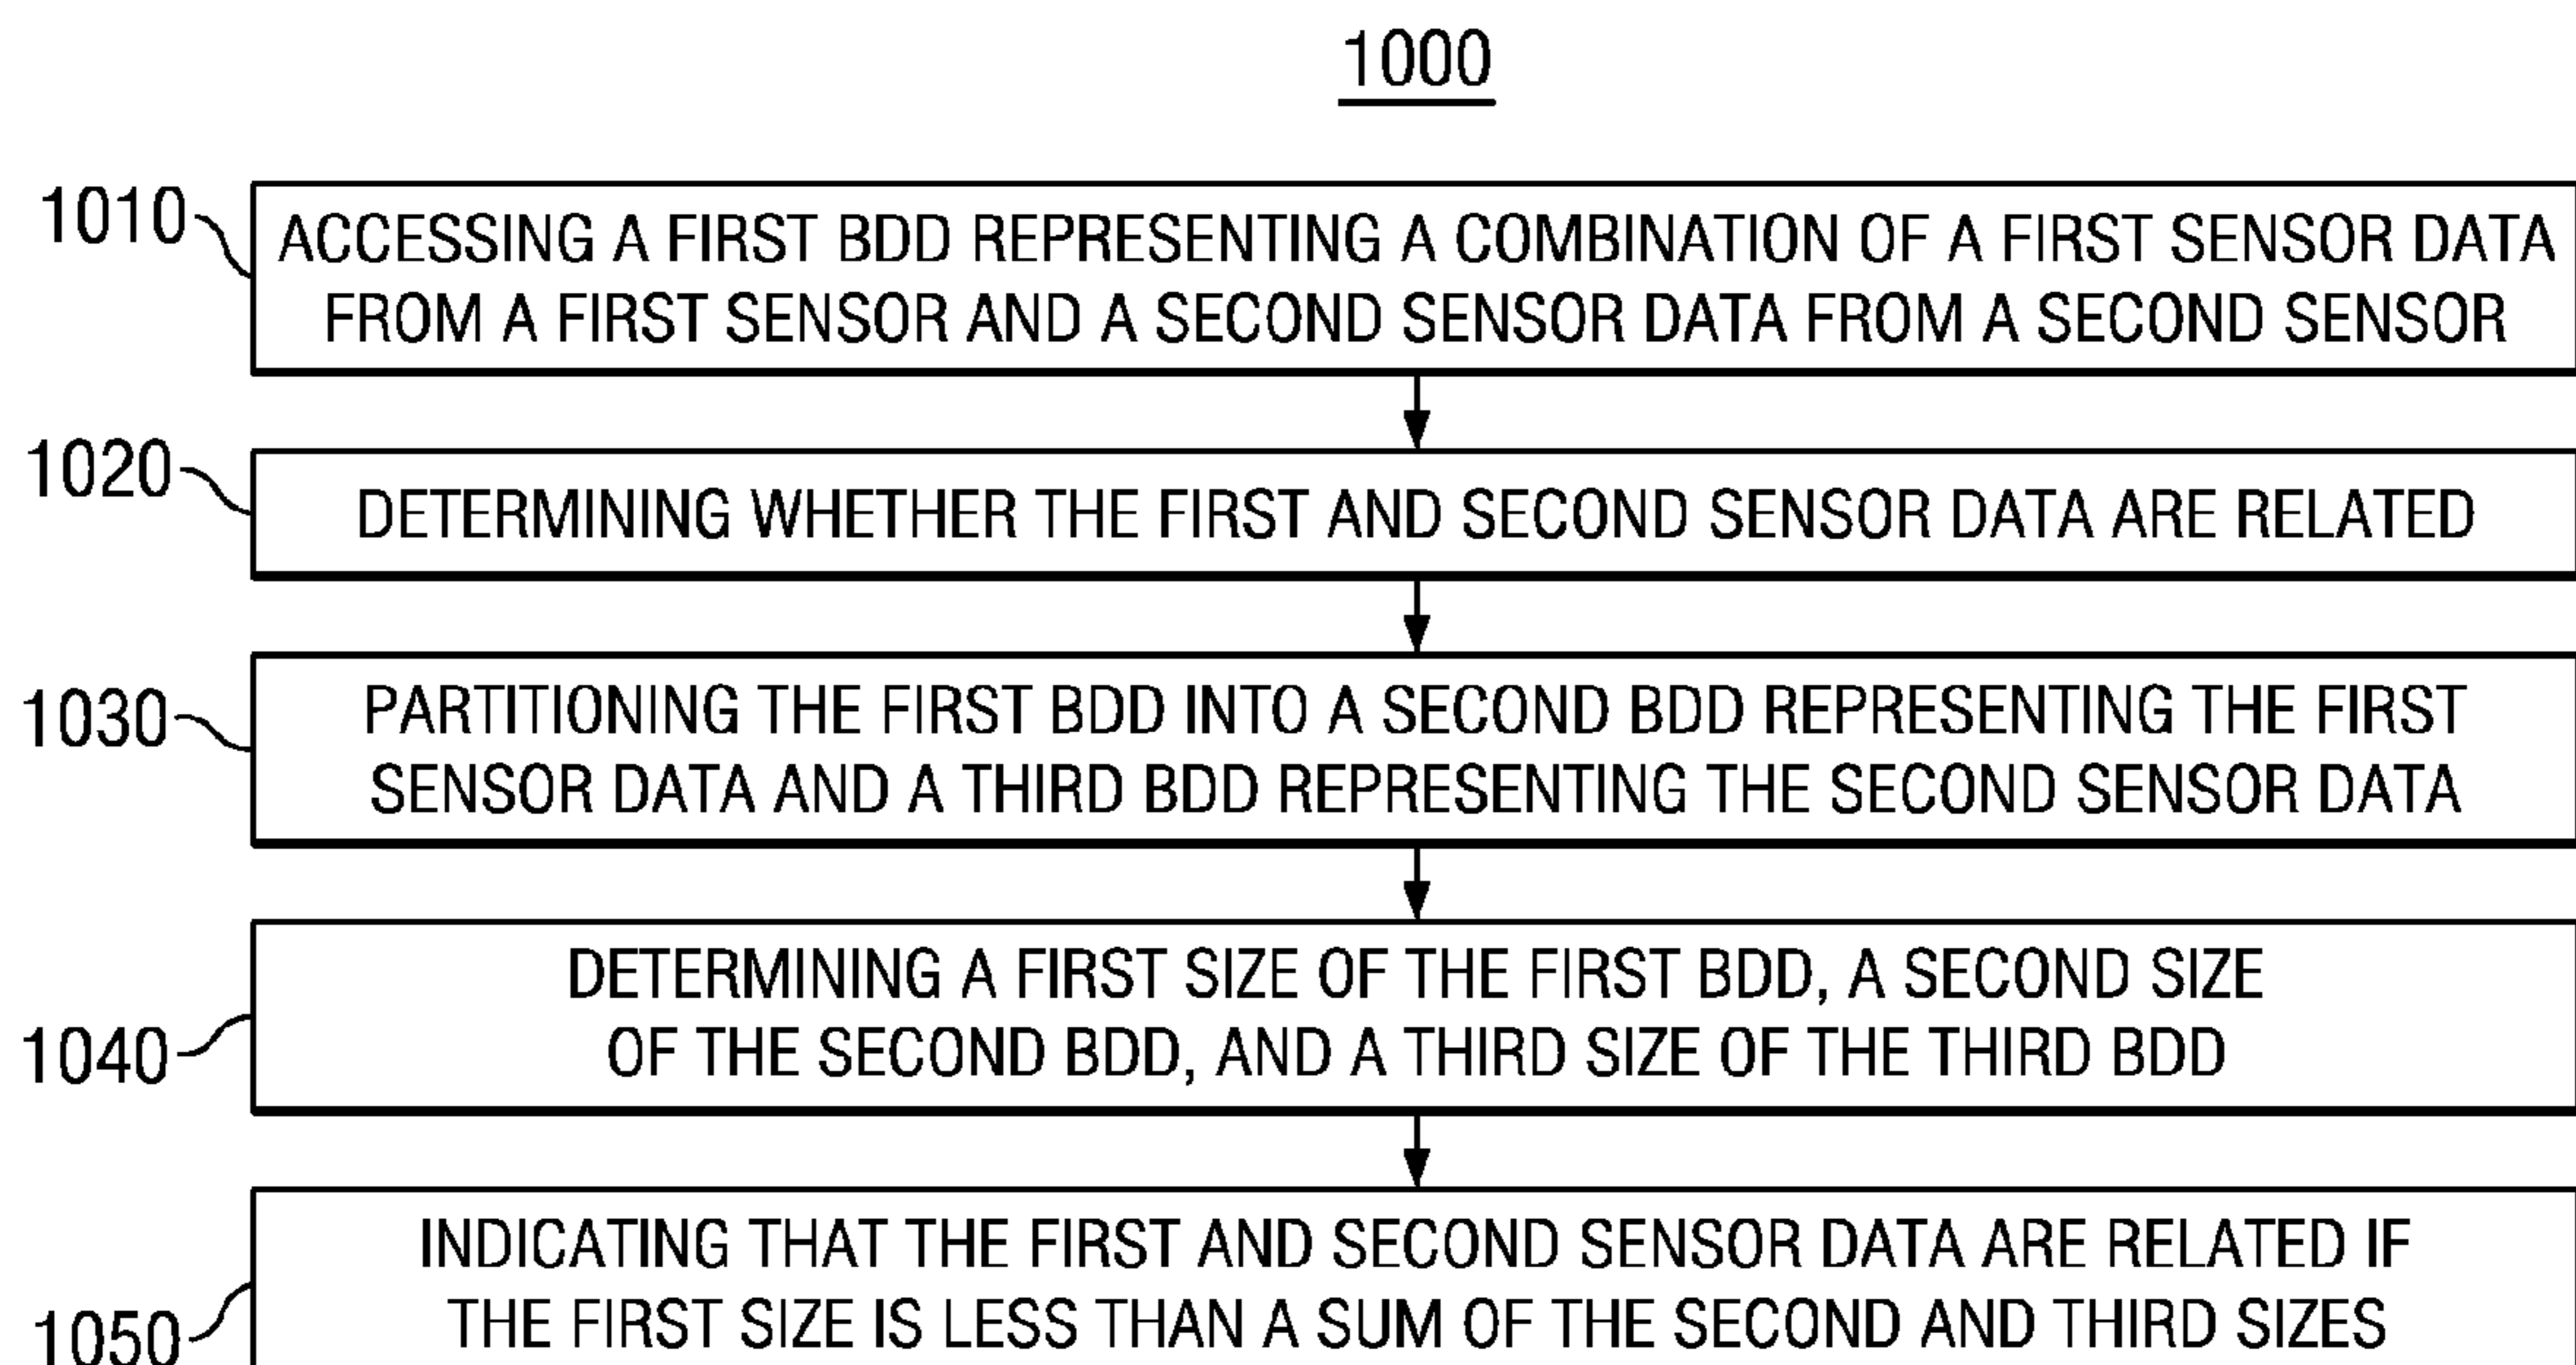 1000
1010
ACCESSING A FIRST BDD REPRESENTING A COMBINATION OF A FIRST SENSOR DATA
FROM A FIRST SENSOR AND A SECOND SENSOR DATA FROM A SECOND SENSOR
1020
DETERMINING WHETHER THE FIRST AND SECOND SENSOR DATA ARE RELATED
1030
PARTITIONING THE FIRST BDD INTO A SECOND BDD REPRESENTING THE FIRST
SENSOR DATA AND A THIRD BDD REPRESENTING THE SECOND SENSOR DATA
1040
DETERMINING A FIRST SIZE OF THE FIRST BDD, A SECOND SIZE
OF THE SECOND BDD, AND A THIRD SIZE OF THE THIRD BDD
1050
INDICATING THAT THE FIRST AND SECOND SENSOR DATA ARE RELATED IF
THE FIRST SIZE IS LESS THAN A SUM OF THE SECOND AND THIRD SIZES